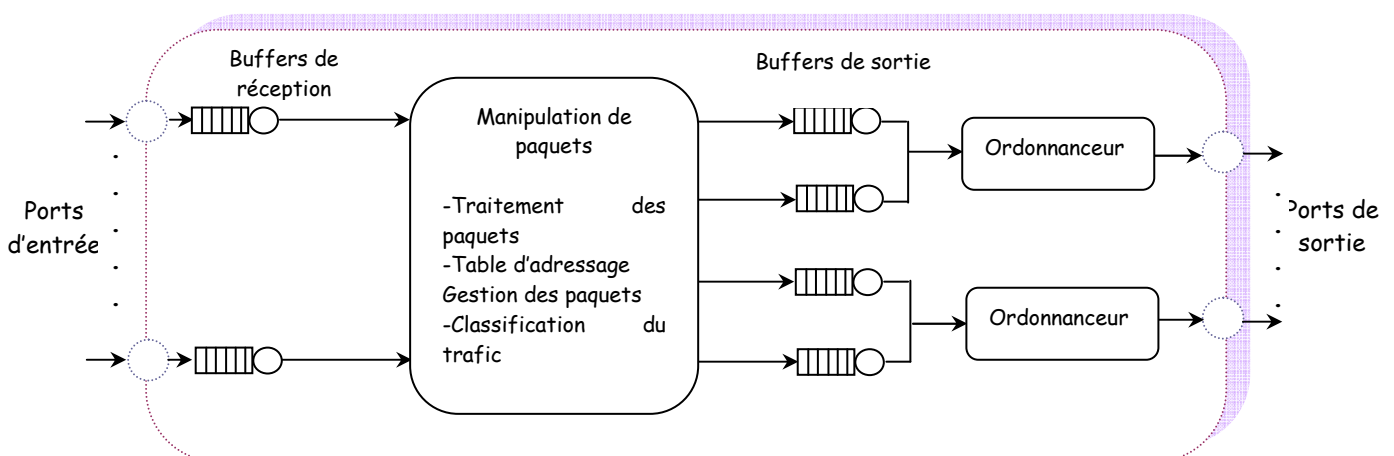 Buffers de
réception
Buffers de sortie
Manipulation de
paquets
Ordonnanceur
-Traitement des
paquets
-Table d'adressage
Gestion des paquets
-Classification du
trafic
Ports
d'entrée
Ports de
sortie
Ordonnanceur